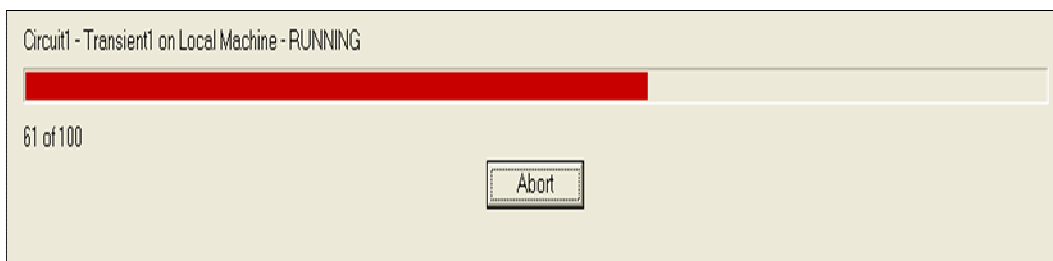 Circuit1 - Transient1 on Local Machine - RUNNING
61 of 100
Abort